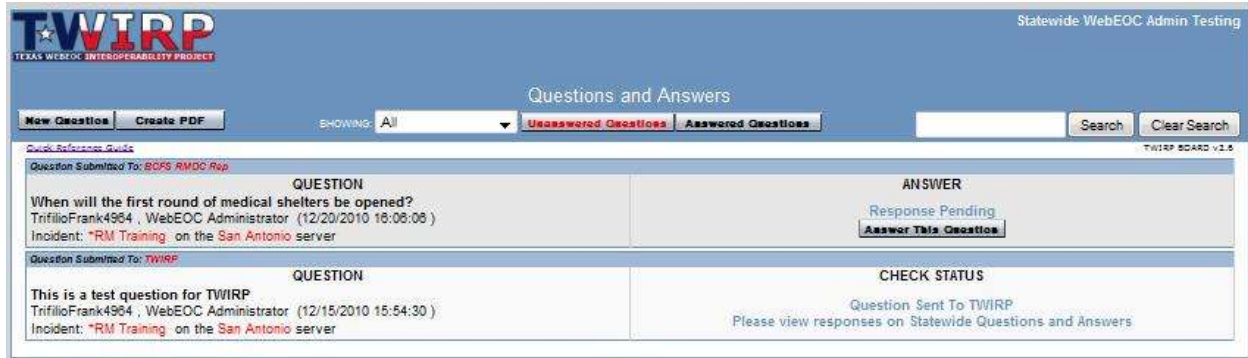 TWIRP
TEXAS WEBEOC INTEROPERABILITY PROJECT
Statewide WebEOC Admin Testing
Questions and Answers
New Question Create PDF SHOWING: All Unanswered Questions Answered Questions Search Clear Search
Quick Reference Guide TWIRP BOARD v2.6
Question Submitted To: BCFS RMOC Rep
QUESTION ANSWER
When will the first round of medical shelters be opened?
TrifilioFrank4964 , WebEOC Administrator (12/20/2010 16:06:06 )
Incident: *RM Training on the San Antonio server
Response Pending
Answer This Question
Question Submitted To: TWIRP
QUESTION CHECK STATUS
This is a test question for TWIRP
TrifilioFrank4964 , WebEOC Administrator (12/15/2010 15:54:30 )
Incident: *RM Training on the San Antonio server
Question Sent To TWIRP
Please view responses on Statewide Questions and Answers